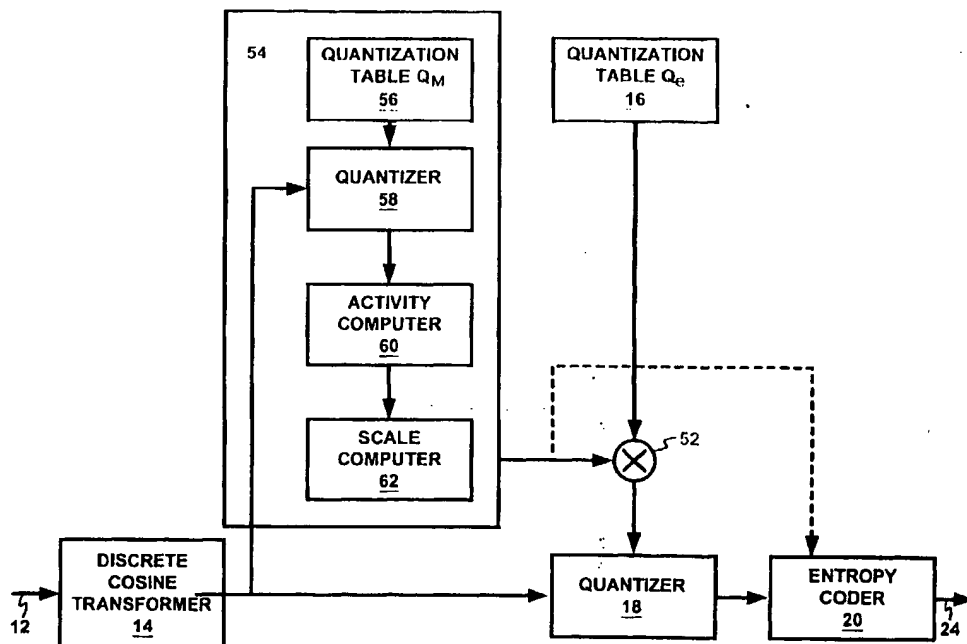 54
QUANTIZATION
TABLE QM
56
QUANTIZATION
TABLE Qe
16
QUANTIZER
58
ACTIVITY
COMPUTER
60
SCALE
COMPUTER
62
52
DISCRETE
COSINE
TRANSFORMER
14
QUANTIZER
18
ENTROPY
CODER
20
12
24